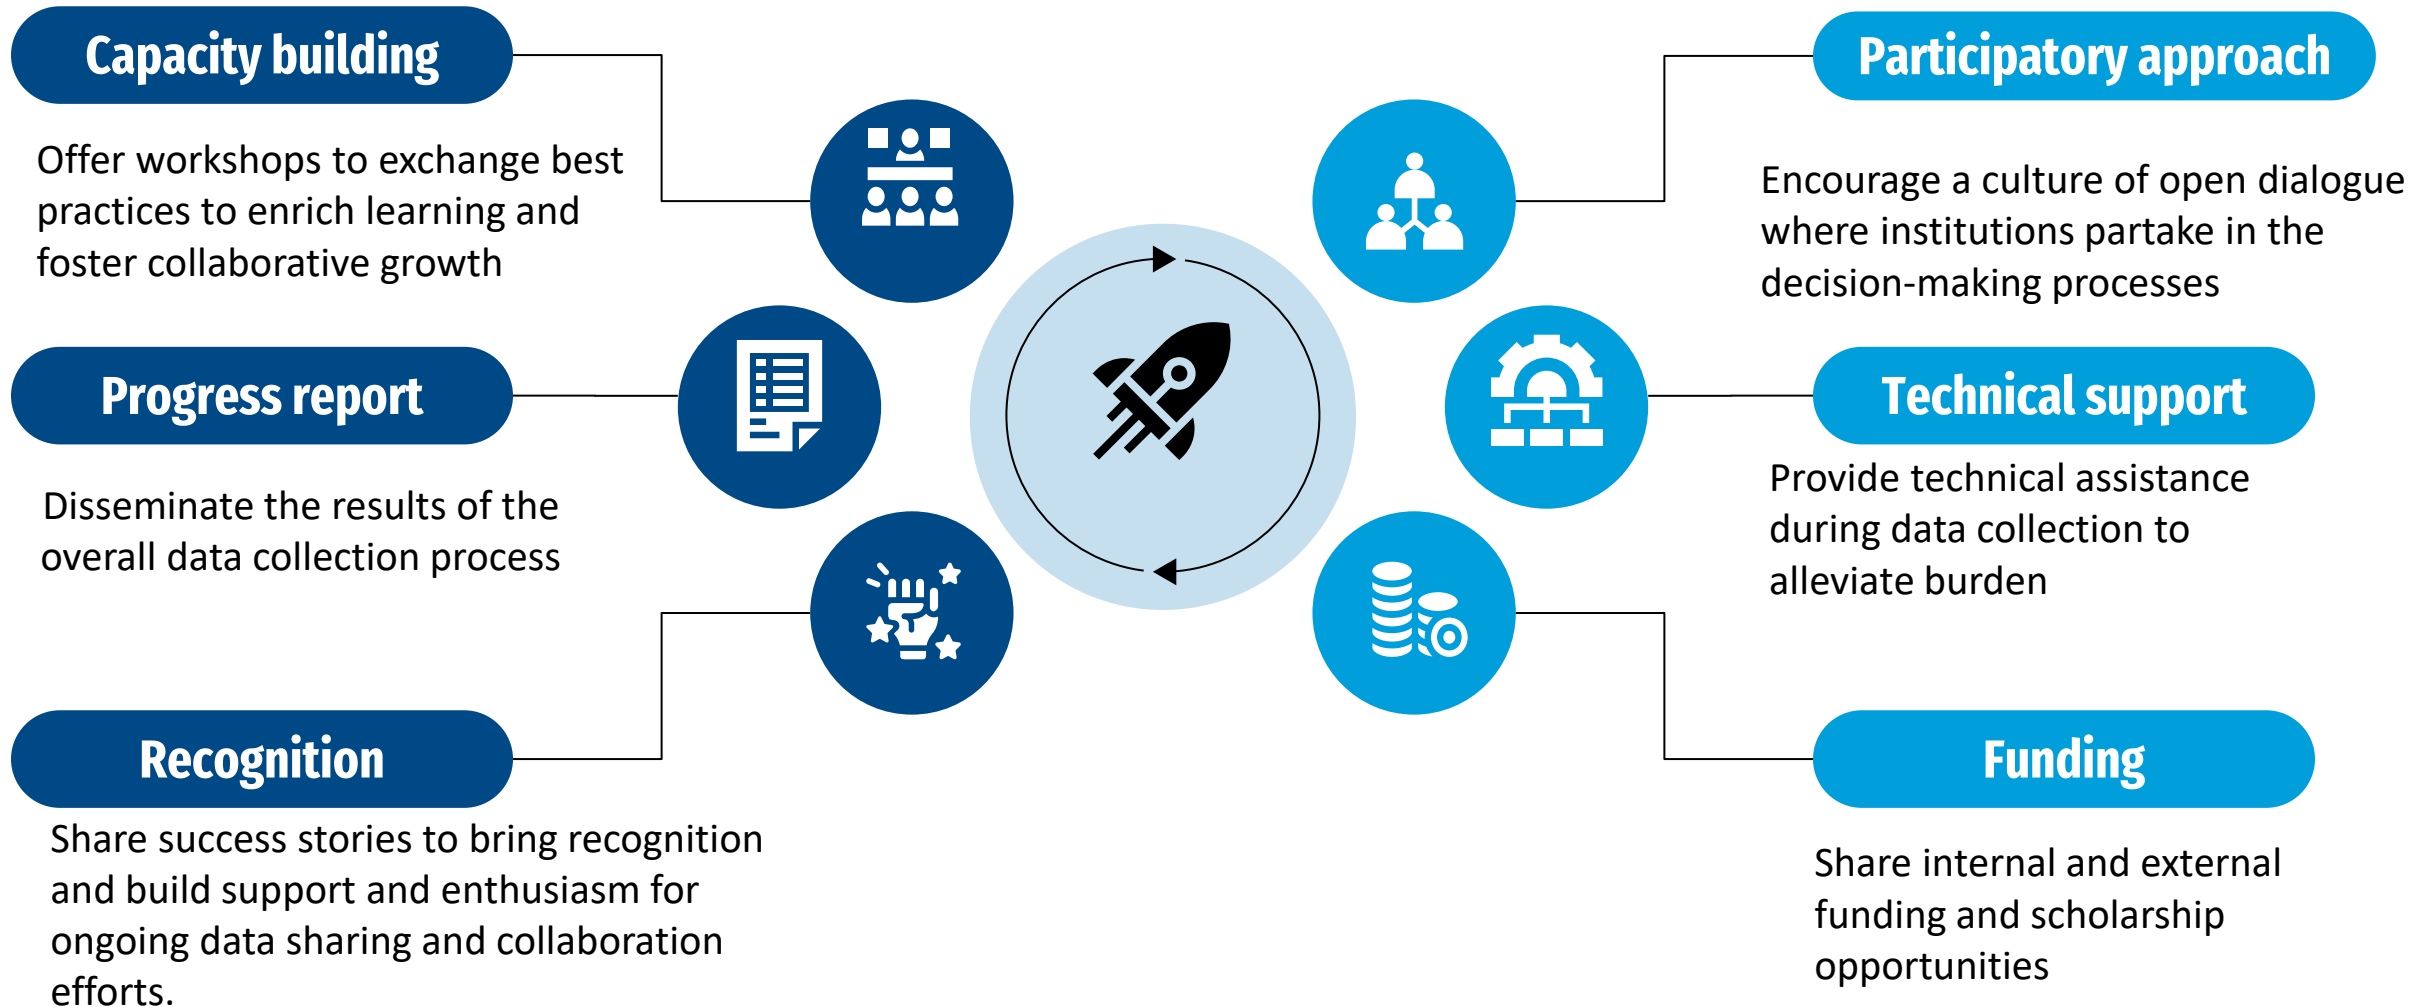 Capacity building
Offer workshops to exchange best
practices to enrich learning and
foster collaborative growth
Progress report
Disseminate the results of the
overall data collection process
Recognition
Share success stories to bring recognition
and build support and enthusiasm for
ongoing data sharing and collaboration
efforts.
Participatory approach
Encourage a culture of open dialogue
where institutions partake in the
decision-making processes
Technical support
Provide technical assistance
during data collection to
alleviate burden
Funding
Share internal and external
funding and scholarship
opportunities